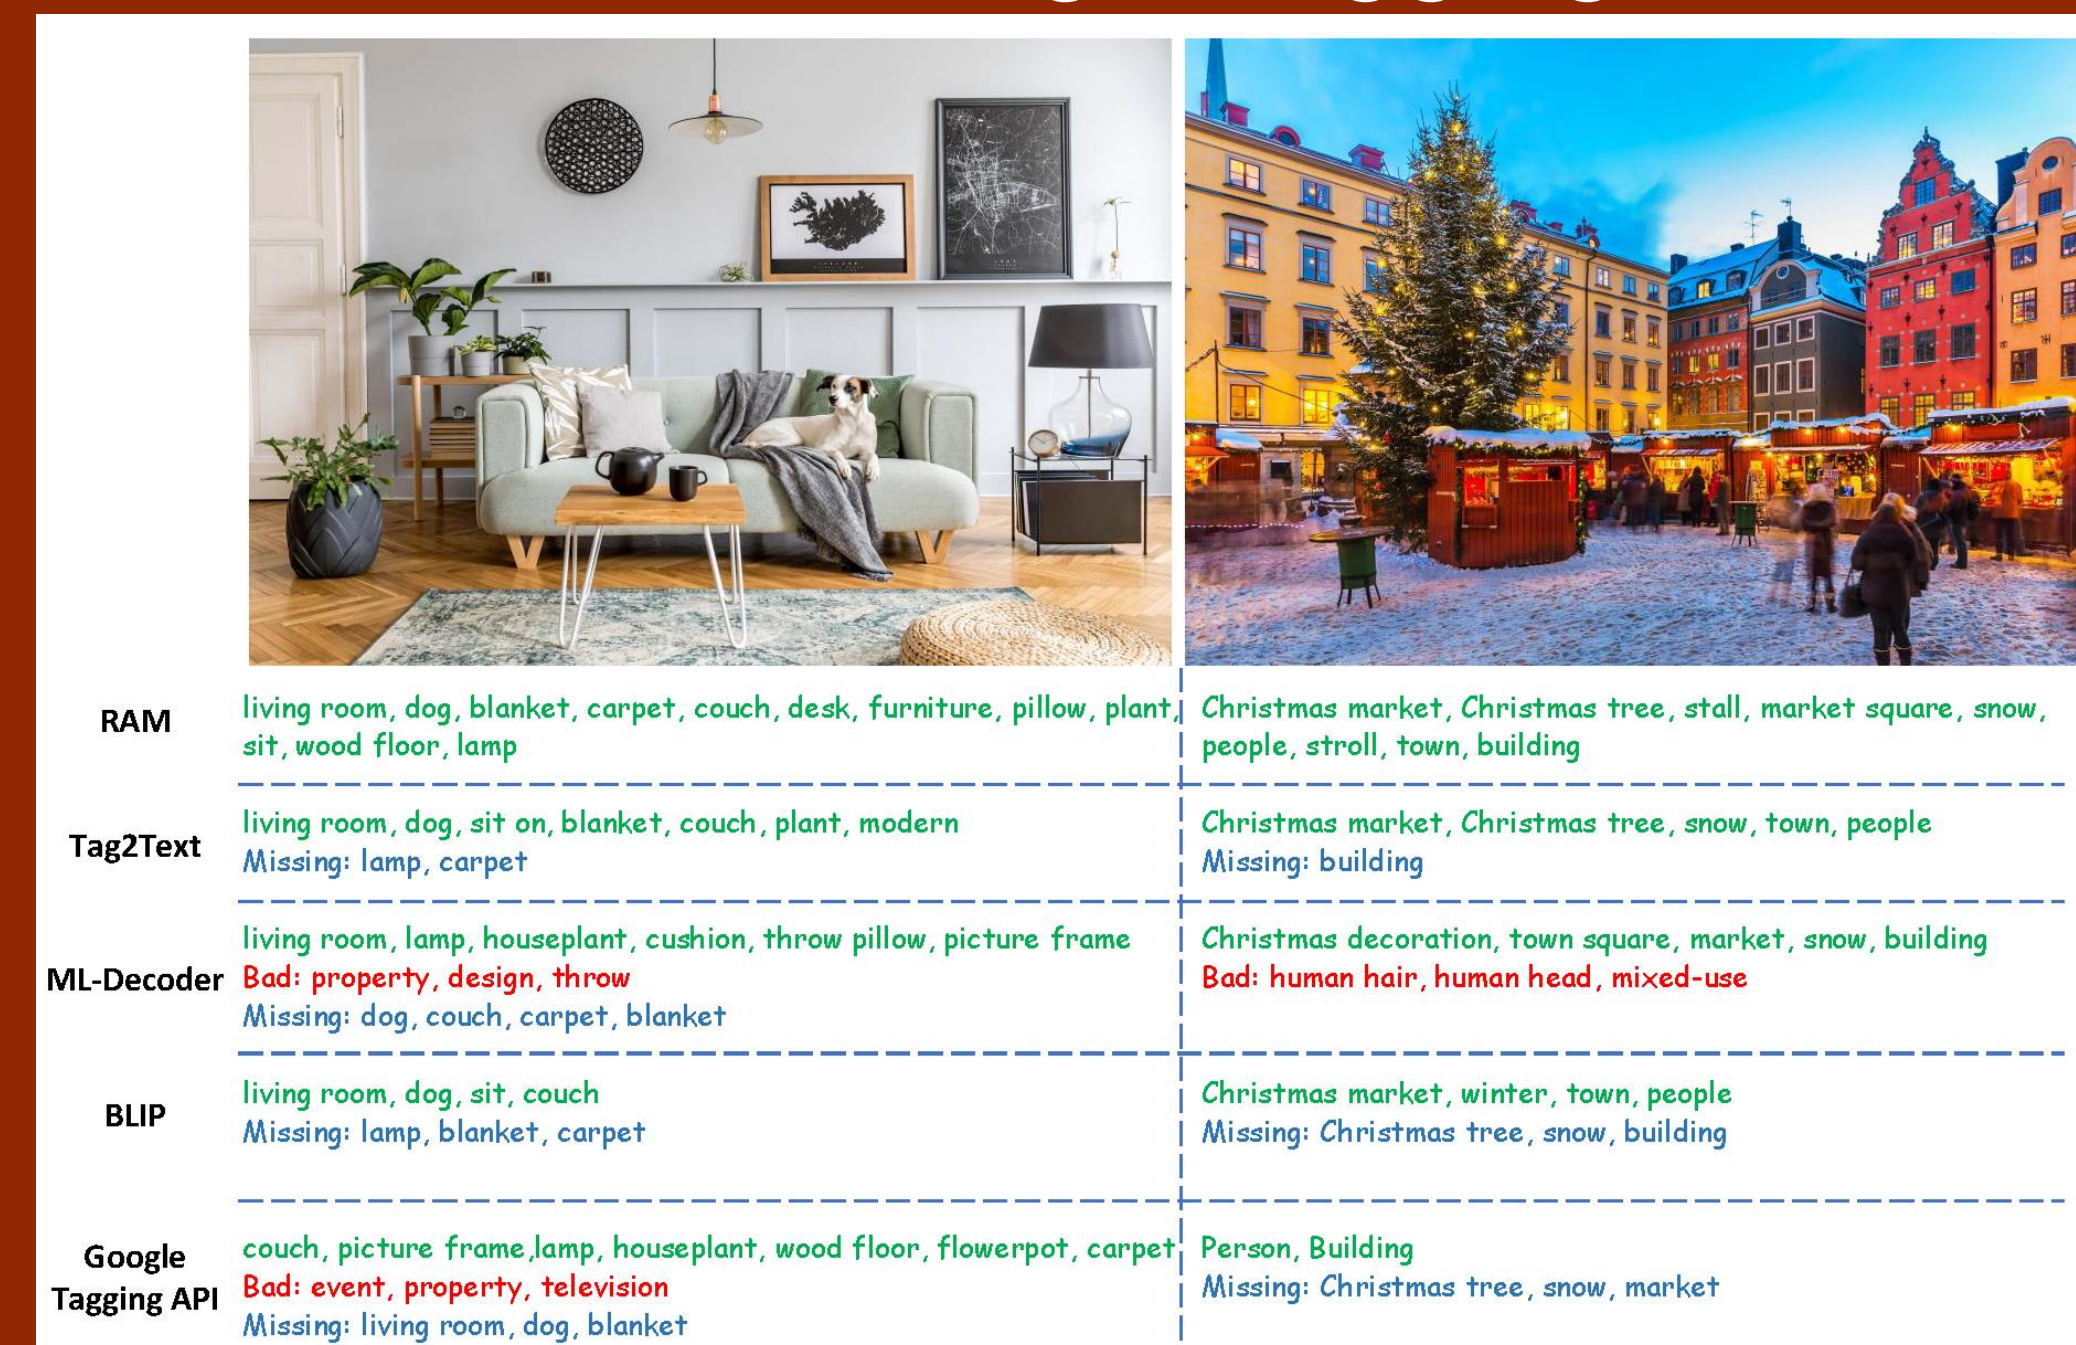 RAM
living room, dog, blanket, carpet, couch, desk, furniture, pillow, plant,
sit, wood floor, lamp
Christmas market, Christmas tree, stall, market square, snow,
people, stroll, town, building
Tag2Text
living room, dog, sit on, blanket, couch, plant, modern
Missing: lamp, carpet
Christmas market, Christmas tree, snow, town, people
Missing: building
ML-Decoder
living room, lamp, houseplant, cushion, throw pillow, picture frame
Bad: property, design, throw
Missing: dog, couch, carpet, blanket
Christmas decoration, town square, market, snow, building
Bad: human hair, human head, mixed-use
BLIP
living room, dog, sit, couch
Missing: lamp, blanket, carpet
Christmas market, winter, town, people
Missing: Christmas tree, snow, building
Google
Tagging API
couch, picture frame,lamp, houseplant, wood floor, flowerpot, carpet
Bad: event, property, television
Missing: living room, dog, blanket
Person, Building
Missing: Christmas tree, snow, market